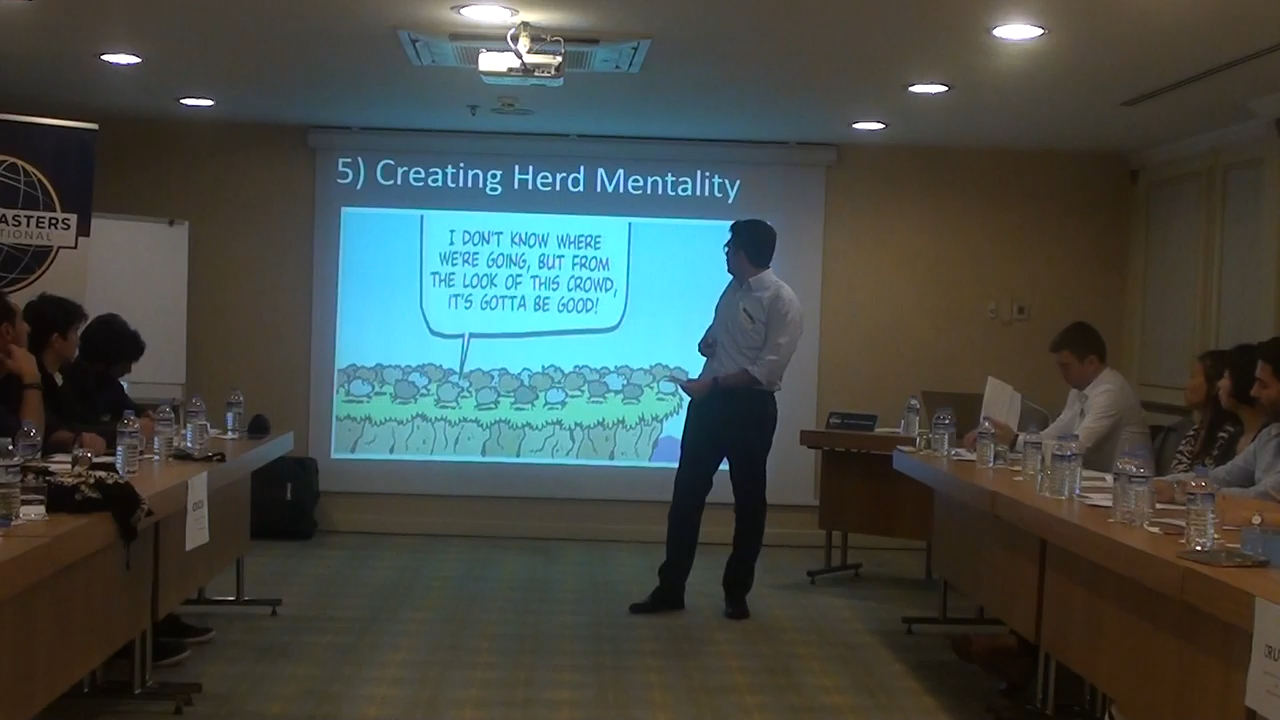 5) Creating Herd Mentality
I DON'T KNOW WHERE
WE'RE GOING, BUT FROM
THE LOOK OF THIS CROWD,
IT'S GOTTA BE GOOD!
ASTERS
TIONAL